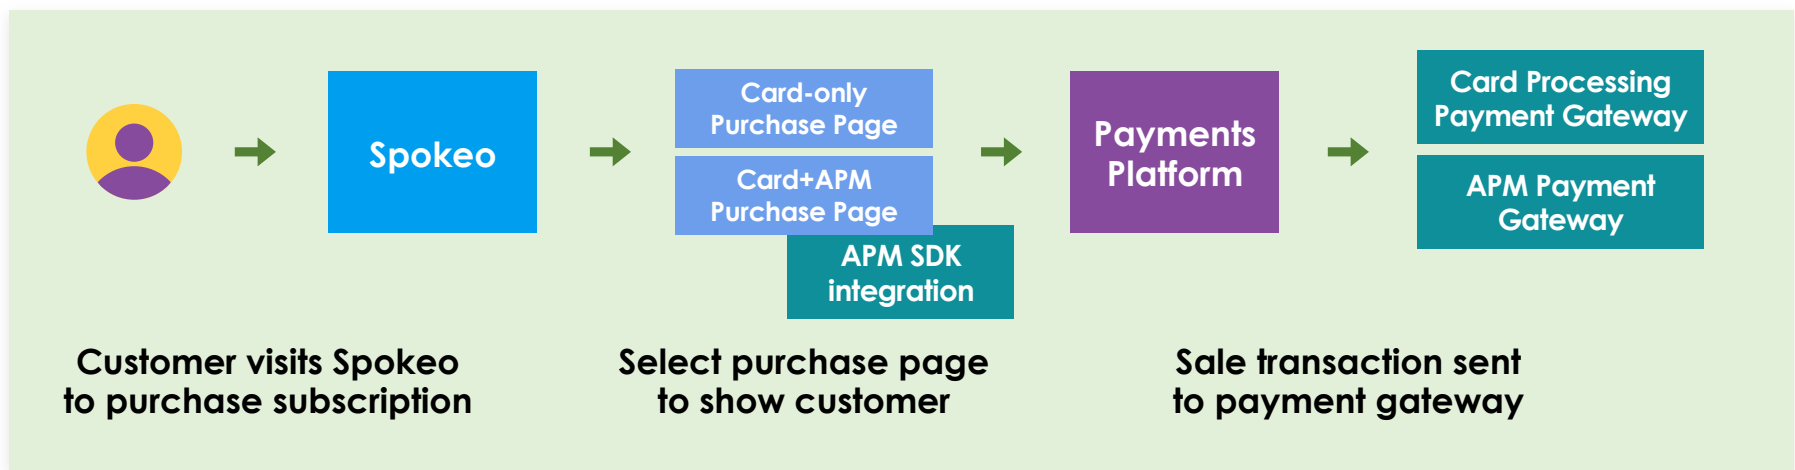 Spokeo
Card-only
Purchase Page
Card+APM
Purchase Page
APM SDK
integration
Payments
Platform
Card Processing
Payment Gateway
APM Payment
Gateway
Customer visits Spokeo
to purchase subscription
Select purchase page
to show customer
Sale transaction sent
to payment gateway